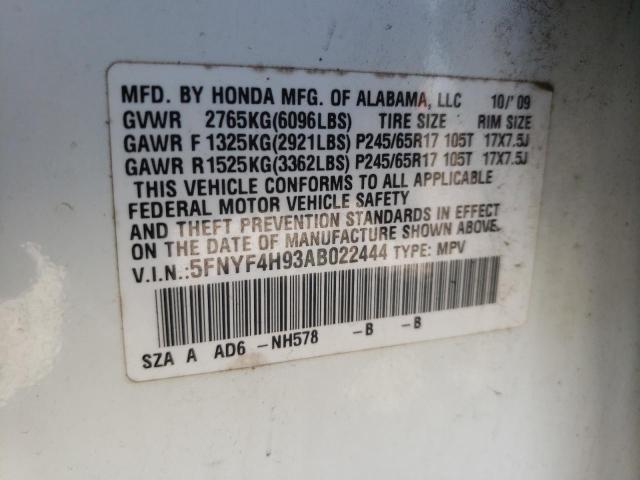 MFD. BY HONDA MFG. OF ALABAMA, LLC 10/'09
GVWR 2765KG(6096LBS) TIRE SIZE RIM SIZE
GAWR F 1325KG(2921LBS) P245/65R17 105T 17X7.5J
GAWR R 1525KG(3362LBS) P245/65R17 105T 17X7.5J
THIS VEHICLE CONFORMS TO ALL APPLICABLE
FEDERAL MOTOR VEHICLE SAFETY
AND THEFT PREVENTION STANDARDS IN EFFECT
ON THE DATE OF MANUFACTURE SHOWN ABOVE.
V.I.N.:5FNYF4H93AB022444 TYPE: MPV
SZA A AD6 -NH578 -B -B